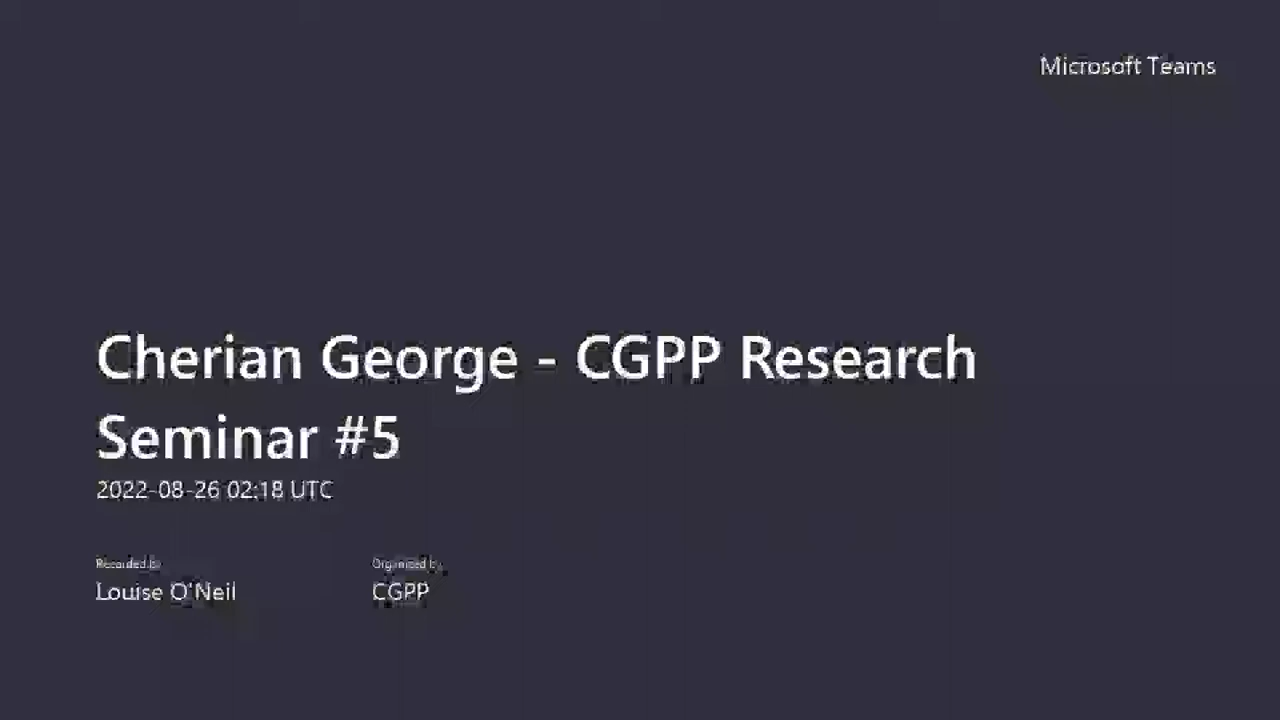 Microsoft Teams
Cherian George - CGPP Research
Seminar #5
2022-08-26 02:18 UTC
Recorded by
Organized by
Louise O'Neil
CGPP